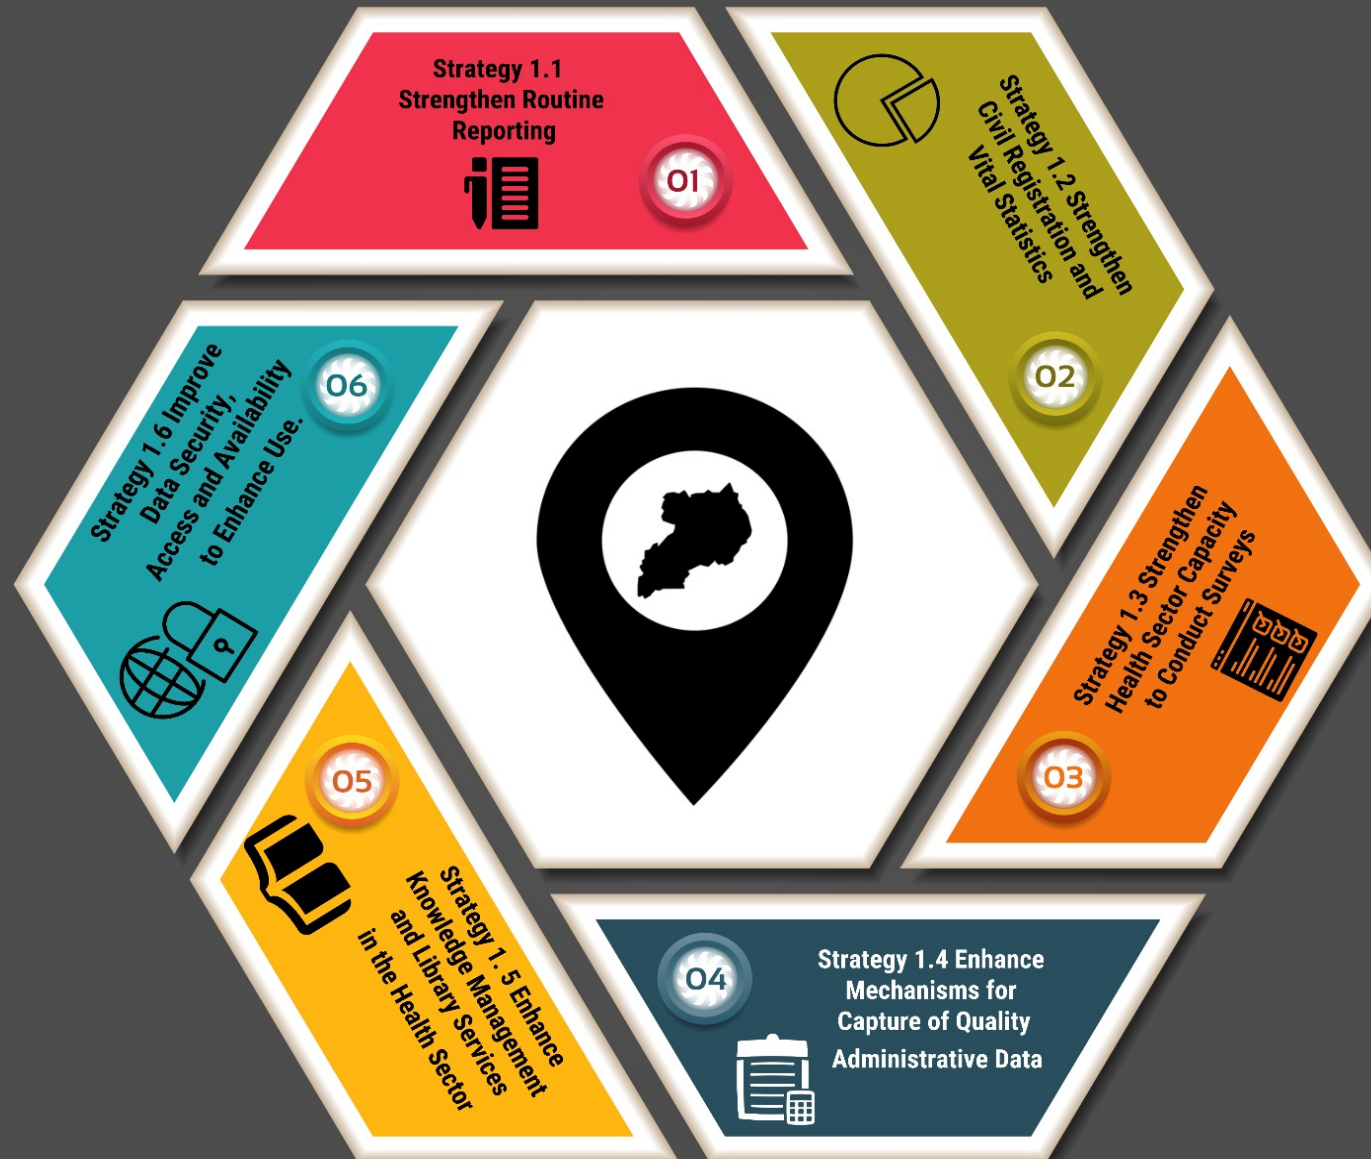 Strategy 1.1
Strengthen Routine
Reporting
01
Strategy 1.2 Strengthen
Civil Registration and
Vital Statistics
02
Strategy 1.3 Strengthen
Health Sector Capacity
to Conduct Surveys
03
04
Strategy 1.4 Enhance
Mechanisms for
Capture of Quality
Administrative Data
05
Strategy 1. 5 Enhance
Knowledge Management
and Library Services
in the Health Sector
06
Strategy 1.6 Improve
Data Security,
Access and Availability
to Enhance Use.